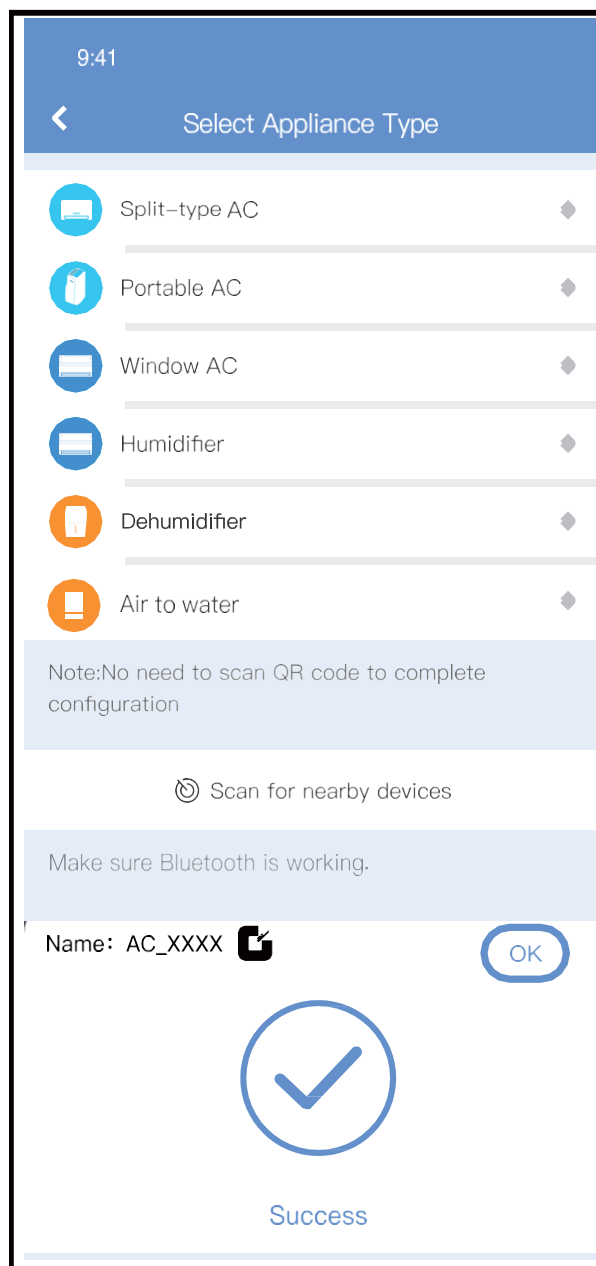 9:41
Select Appliance Type
Split-type AC
Portable AC
Window AC
Humidifier
Dehumidifier
Air to water
Note:No need to scan QR code to complete
configuration
Scan for nearby devices
Make sure Bluetooth is working.
Name: AC_XXXX
OK
Success